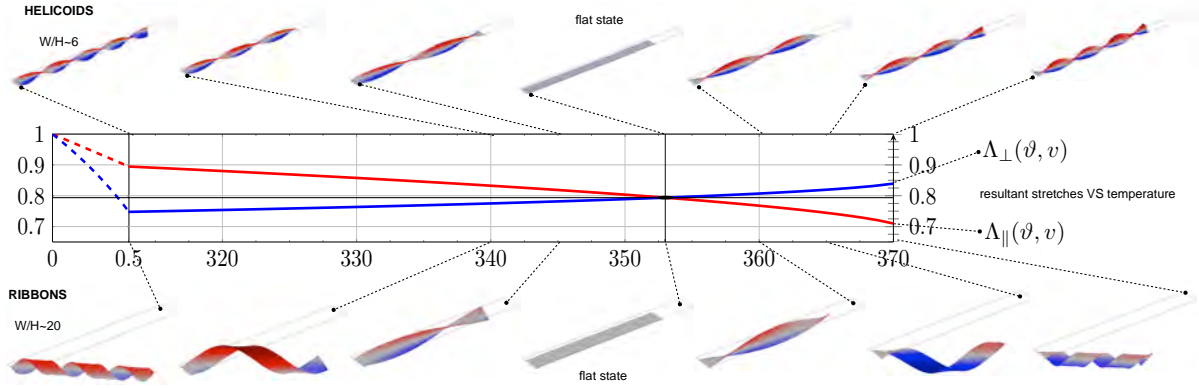 HELICOIDS
W/H~6
flat state
1 1
0.9 0.9
0.8 0.8
0.7 0.7
Λ⊥(ϑ, v)
resultant stretches VS temperature
Λ∥(ϑ, v)
0 0.5 320 330 340 350 360 370
RIBBONS
W/H~20
flat state